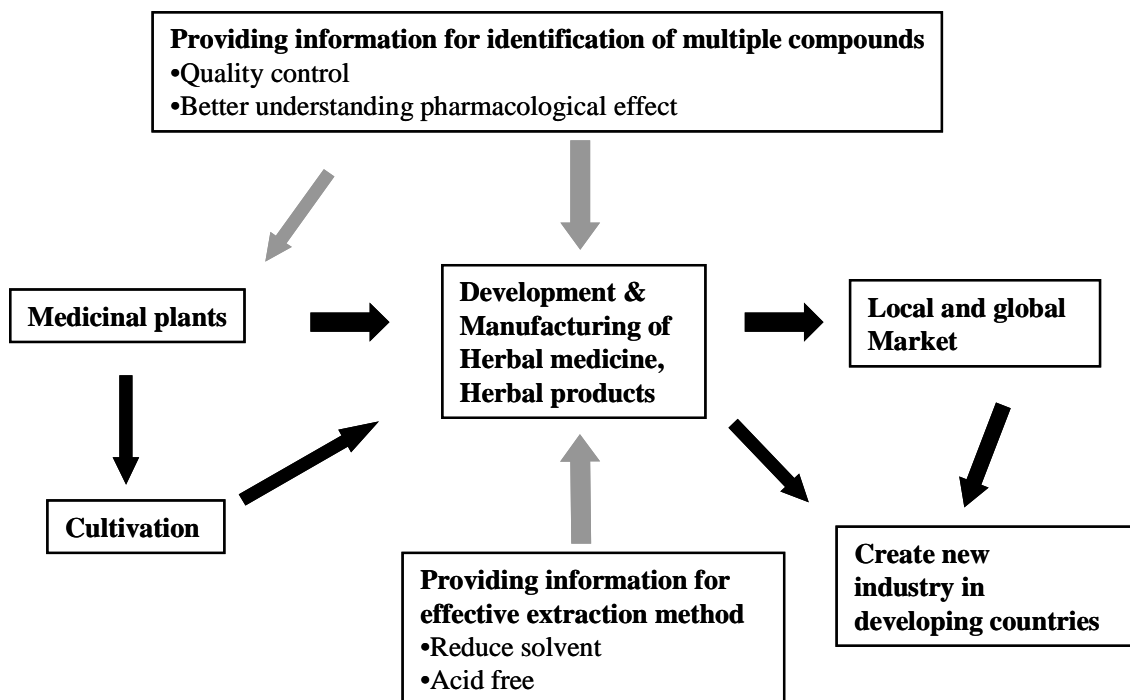 Providing information for identification of multiple compounds
•Quality control
•Better understanding pharmacological effect
Medicinal plants
Development &
Manufacturing of
Herbal medicine,
Herbal products
Local and global
Market
Cultivation
Providing information for
effective extraction method
•Reduce solvent
•Acid free
Create new
industry in
developing countries